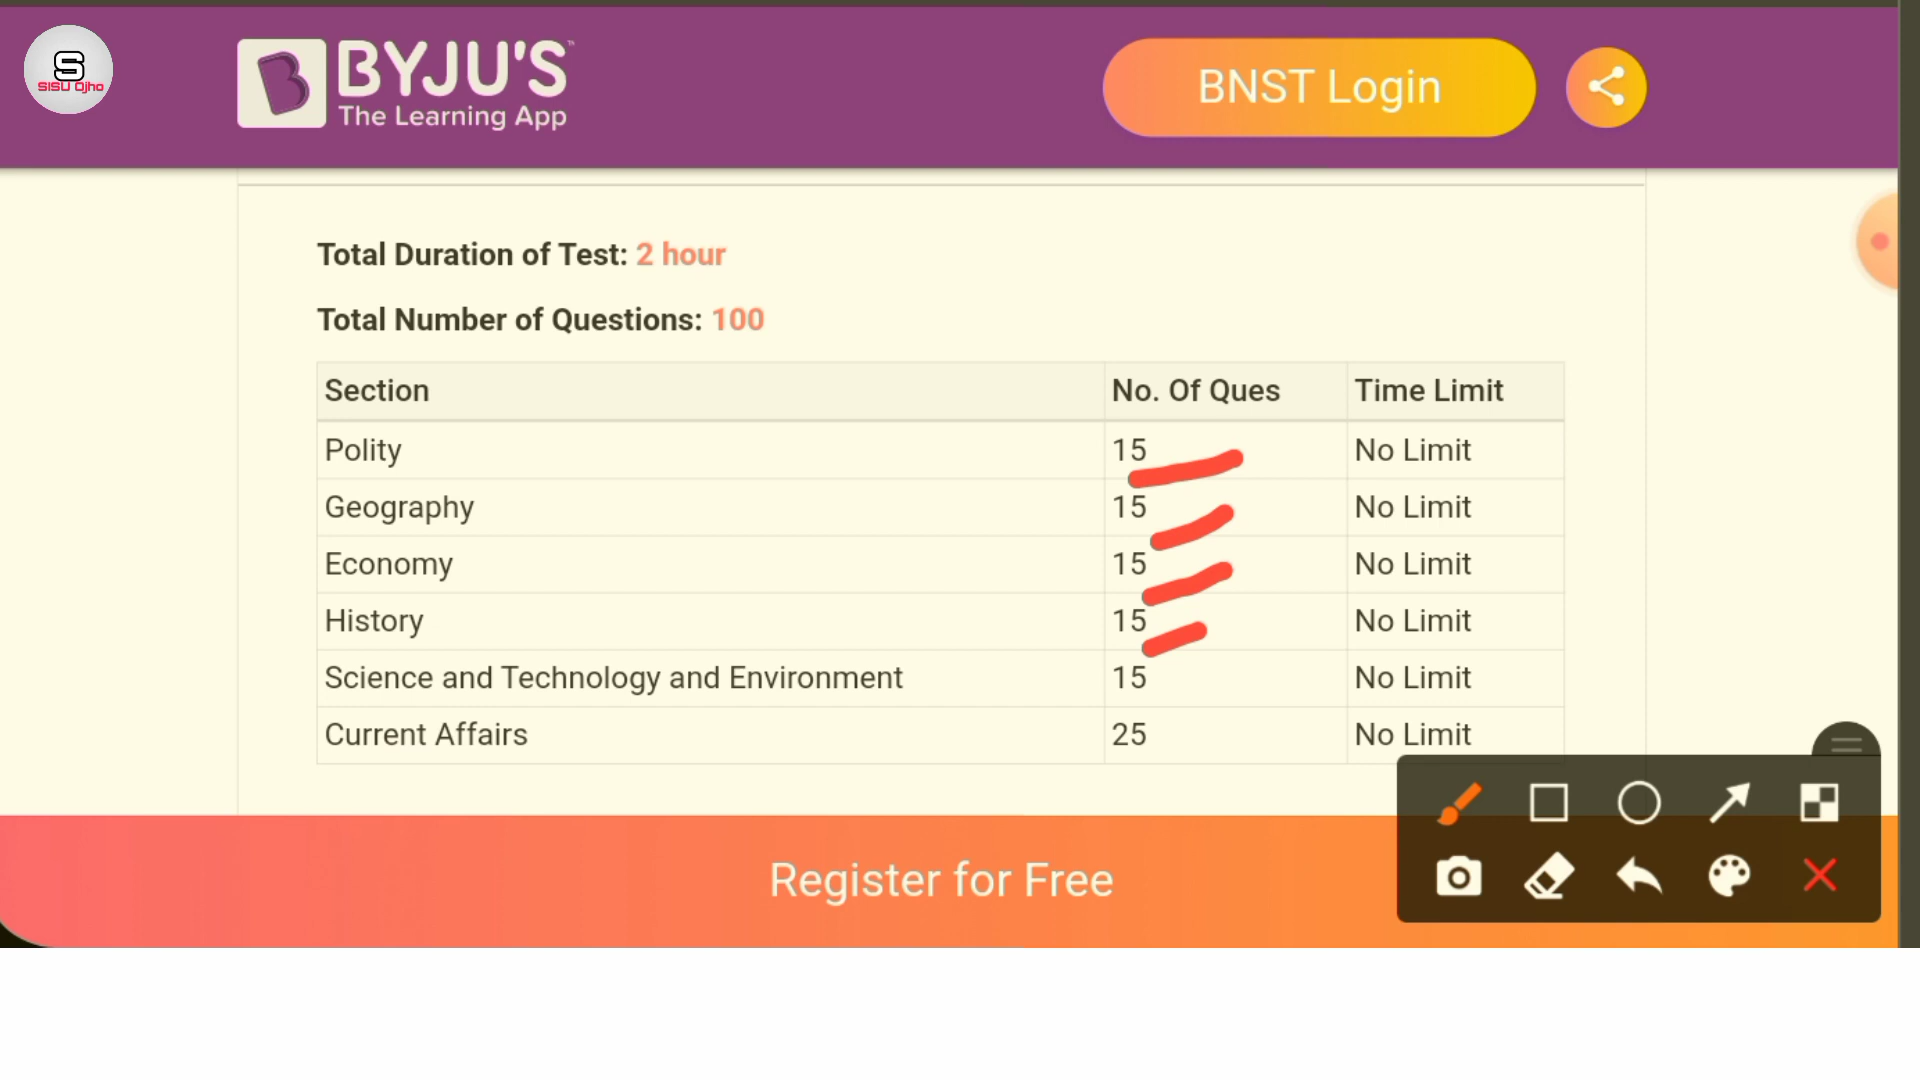 S
SISU Ojha
BYJU'S
The Learning App
BNST Login
Total Duration of Test: 2 hour
Total Number of Questions: 100
Section No. Of Ques Time Limit
Polity 15 No Limit
Geography 15 No Limit
Economy 15 No Limit
History 15 No Limit
Science and Technology and Environment 15 No Limit
Current Affairs 25 No Limit
Register for Free